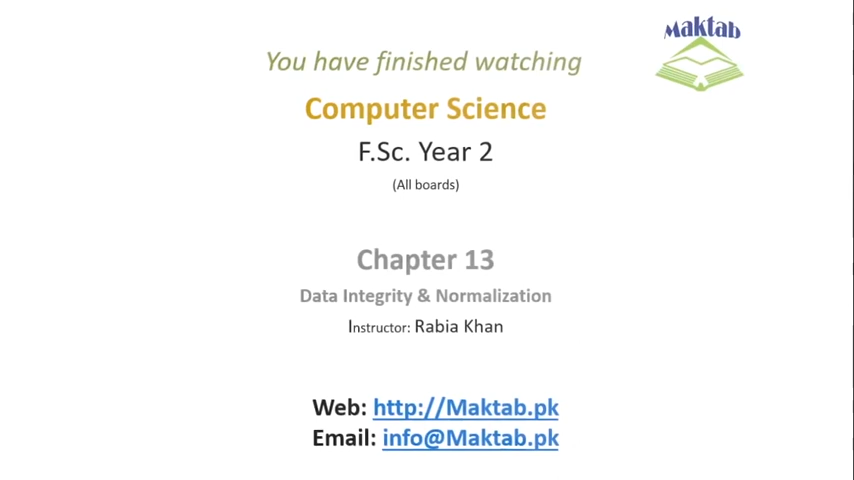 Maktab
You have finished watching
Computer Science
F.Sc. Year 2
(All boards)
Chapter 13
Data Integrity & Normalization
Instructor: Rabia Khan
Web: http://Maktab.pk
Email: info@Maktab.pk